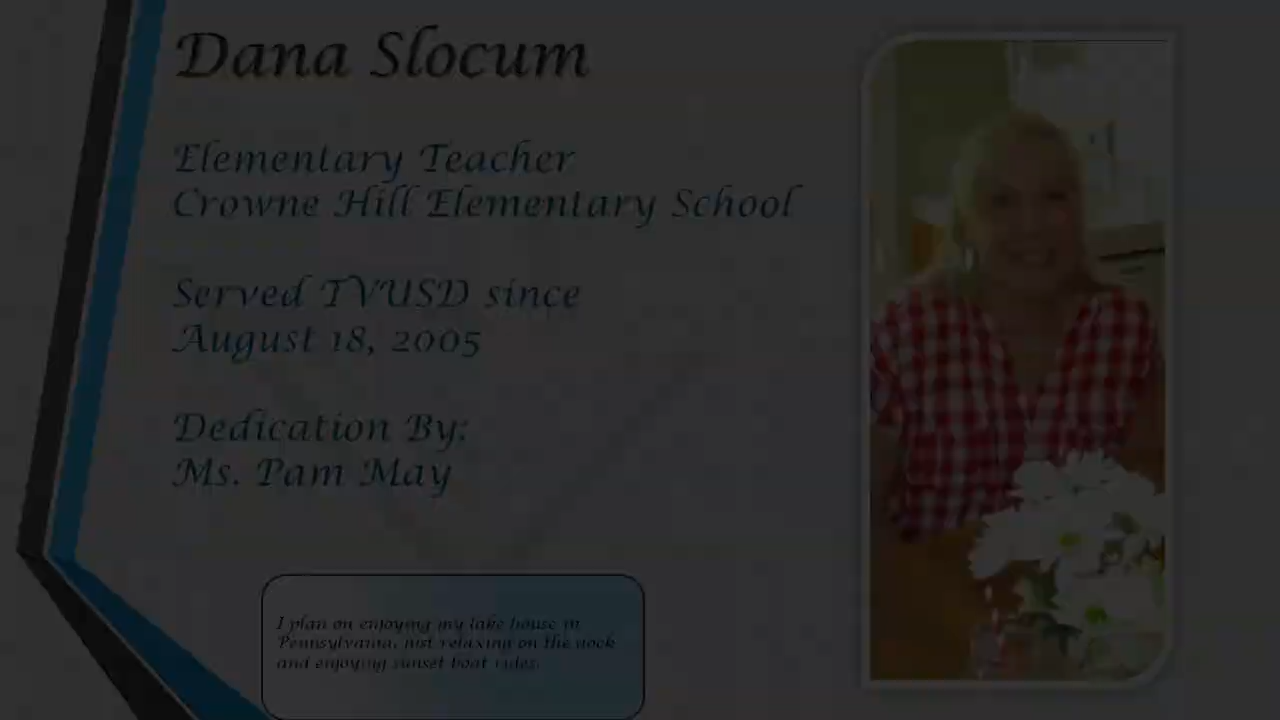 Dana Slocum
Elementary Teacher
Crowne Hill Elementary School
Served TVUSD since
August 18, 2005
Dedication By:
Ms. Pam May
I plan on enjoying my lake house in
Pennsylvania, just relaxing on the dock
and enjoying sunset boat rides.